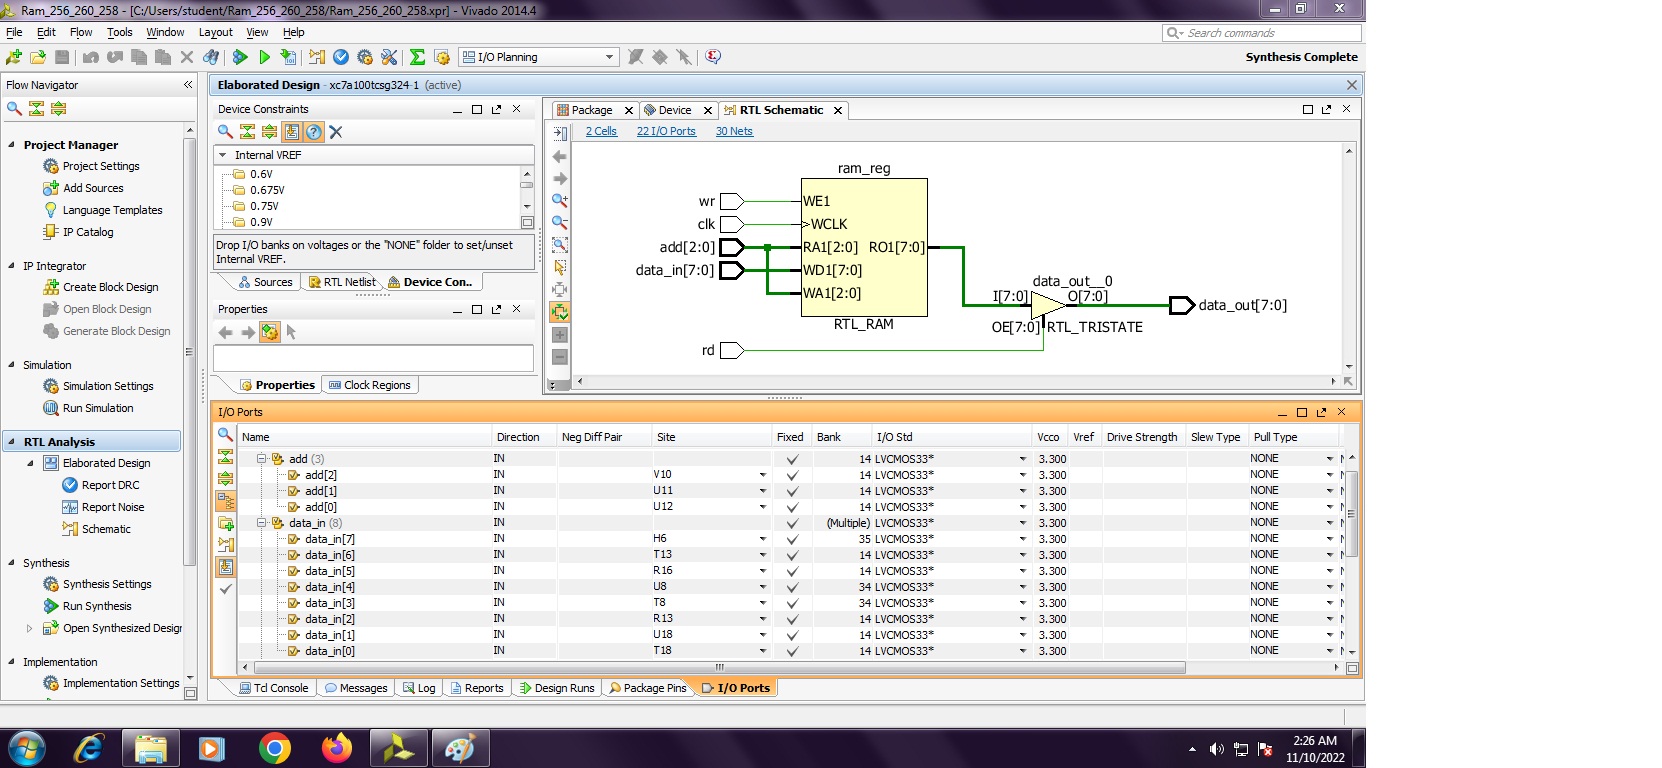 Ram_256_260_258 - [C:/Users/student/Ram_256_260_258/Ram_256_260_258.xpr] - Vivado 2014.4
File Edit Flow Tools Window Layout View Help
Search commands
I/O Planning
Synthesis Complete
Flow Navigator
Project Manager
Project Settings
Add Sources
Language Templates
IP Catalog
IP Integrator
Create Block Design
Open Block Design
Generate Block Design
Simulation
Simulation Settings
Run Simulation
RTL Analysis
Elaborated Design
Report DRC
Report Noise
Schematic
Synthesis
Synthesis Settings
Run Synthesis
Open Synthesized Design
Implementation
Implementation Settings
Elaborated Design - xc7a100tcsg324-1 (active)
Device Constraints
Internal VREF
0.6V
0.675V
0.75V
0.9V
Drop I/O banks on voltages or the "NONE" folder to set/unset
Internal VREF.
Sources RTL Netlist Device Con..
Properties
Properties Clock Regions
Package Device RTL Schematic
2 Cells 22 I/O Ports 30 Nets
ram_reg
wr WE1
clk WCLK
add[2:0] RA1[2:0] RO1[7:0]
data_in[7:0] WD1[7:0]
WA1[2:0]
RTL_RAM
data_out__0
I[7:0] O[7:0]
data_out[7:0]
OE[7:0] RTL_TRISTATE
rd
I/O Ports
Name Direction Neg Diff Pair Site Fixed Bank I/O Std Vcco Vref Drive Strength Slew Type Pull Type
add (3) IN 14 LVCMOS33* 3.300 NONE
add[2] IN V10 14 LVCMOS33* 3.300 NONE
add[1] IN U11 14 LVCMOS33* 3.300 NONE
add[0] IN U12 14 LVCMOS33* 3.300 NONE
data_in (8) IN (Multiple) LVCMOS33* 3.300 NONE
data_in[7] IN H6 35 LVCMOS33* 3.300 NONE
data_in[6] IN T13 14 LVCMOS33* 3.300 NONE
data_in[5] IN R16 14 LVCMOS33* 3.300 NONE
data_in[4] IN U8 34 LVCMOS33* 3.300 NONE
data_in[3] IN T8 34 LVCMOS33* 3.300 NONE
data_in[2] IN R13 14 LVCMOS33* 3.300 NONE
data_in[1] IN U18 14 LVCMOS33* 3.300 NONE
data_in[0] IN T18 14 LVCMOS33* 3.300 NONE
Tcl Console Messages Log Reports Design Runs Package Pins I/O Ports
2:26 AM
11/10/2022